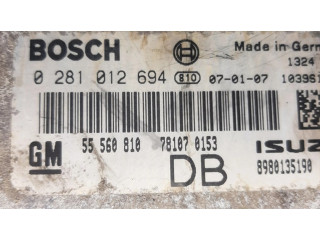 BOSCH Made in Germ
1324
0 281 012 694 810 07-01-07 1039S1
GM 55 560 810 78107 0153 ISUZ
DB 8980135190